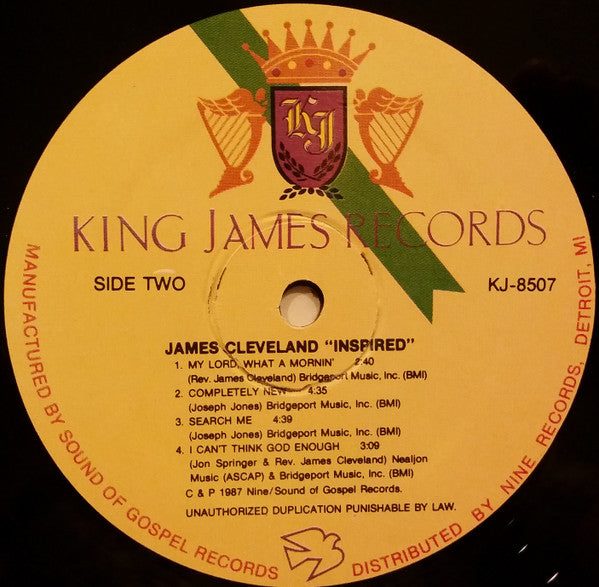 KJ
KING JAMES RECORDS
SIDE TWO
KJ-8507
JAMES CLEVELAND "INSPIRED"
1. MY LORD, WHAT A MORNIN' 2:40
(Rev. James Cleveland) Bridgeport Music, Inc. (BMI)
2. COMPLETELY NEW 4:35
(Joseph Jones) Bridgeport Music, Inc. (BMI)
3. SEARCH ME 4:39
(Joseph Jones) Bridgeport Music, Inc. (BMI)
4. I CAN'T THINK GOD ENOUGH 3:09
(Jon Springer & Rev. James Cleveland) Nealjon
Music (ASCAP) & Bridgeport Music, Inc. (BMI)
C & P 1987 Nine/Sound of Gospel Records.
UNAUTHORIZED DUPLICATION PUNISHABLE BY LAW.
MANUFACTURED BY SOUND OF GOSPEL RECORDS
DISTRIBUTED BY NINE RECORDS, DETROIT, MI